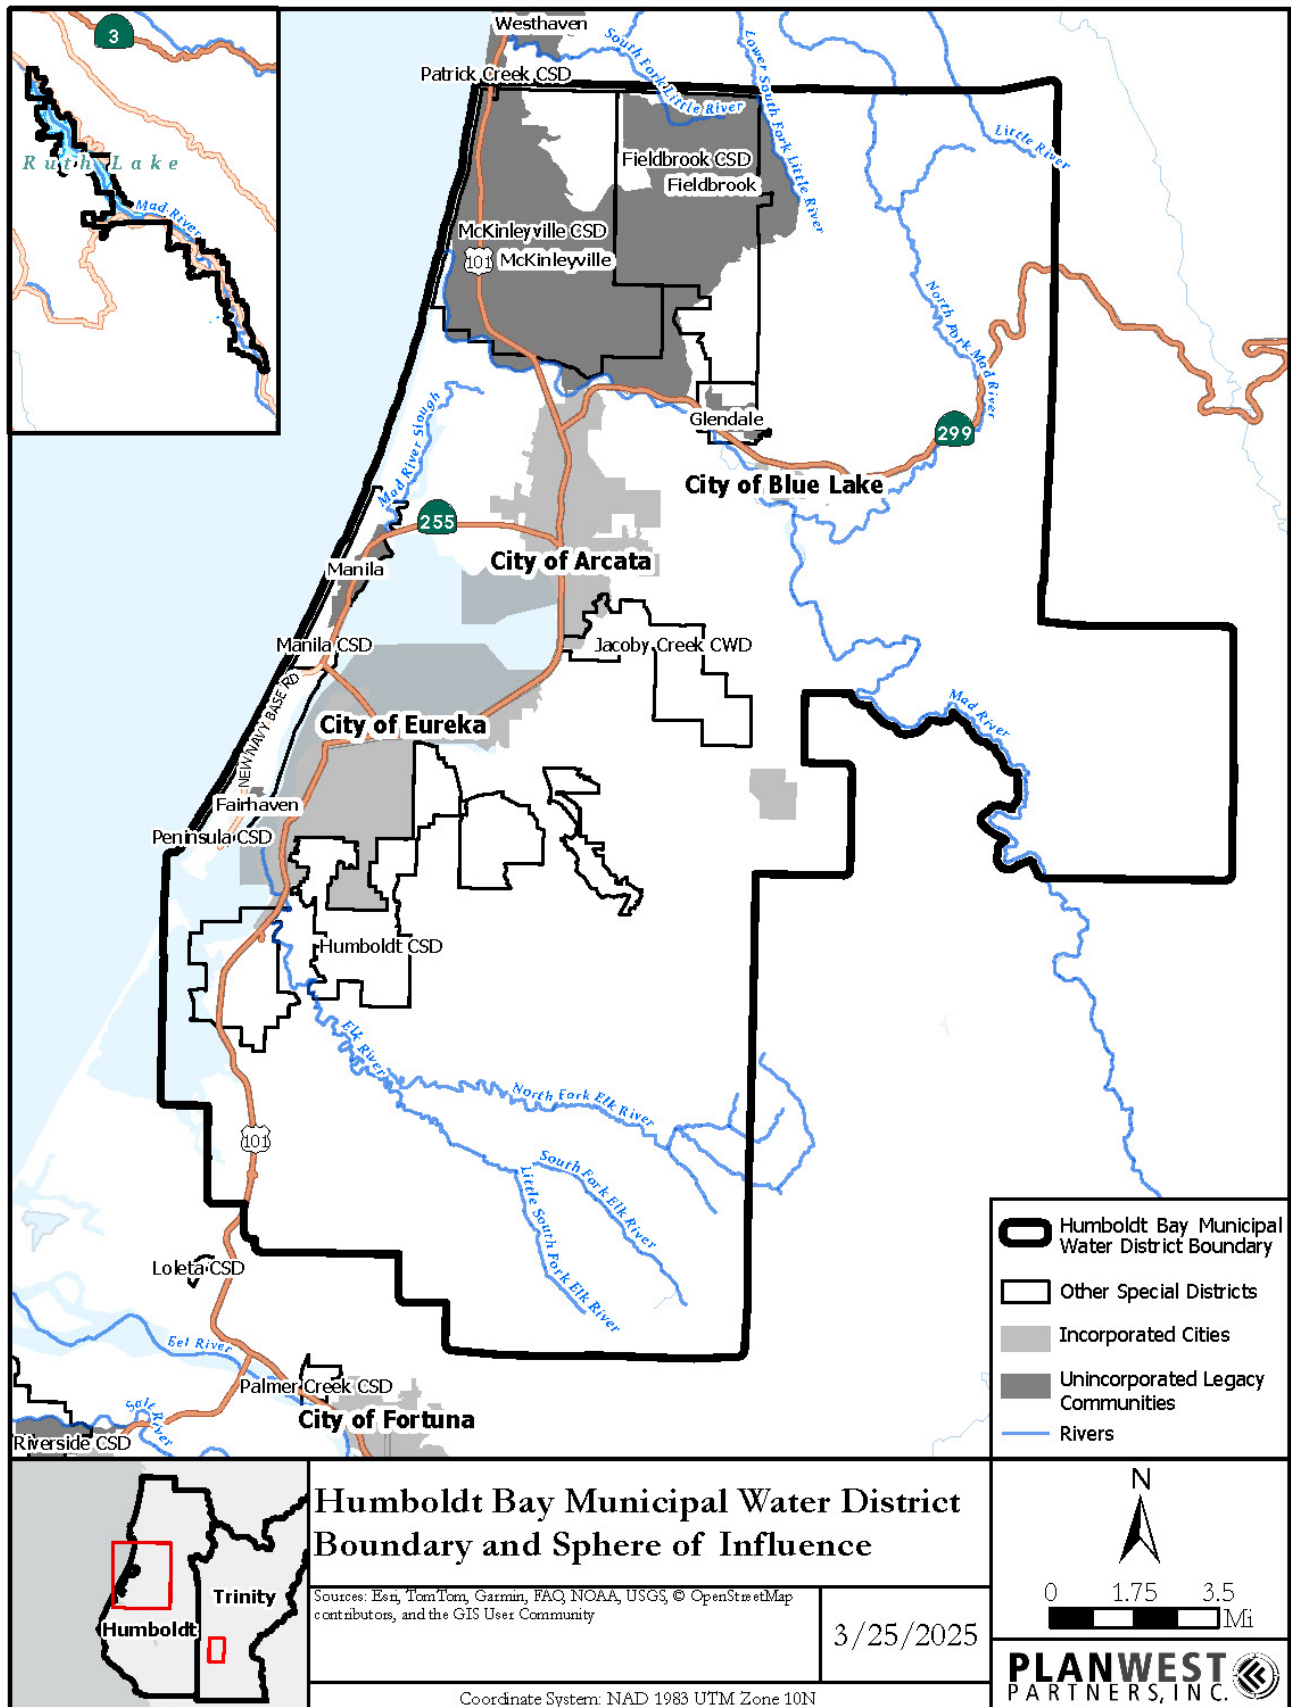 Westhaven
South Fork Little River
Lower South Fork Little River
3
Patrick Creek CSD
Little River
Ruth Lake
Mad River
Fieldbrook CSD
Fieldbrook
McKinleyville CSD
101
McKinleyville
North Fork Mad River
Mad River Slough
Glendale
299
City of Blue Lake
255
City of Arcata
Manila
Manila CSD
Jacoby Creek CWD
NEW NAVY BASE RD
City of Eureka
Mad River
Fairhaven
Peninsula CSD
Humboldt CSD
Elk River
North Fork Elk River
101
South Fork Elk River
Little South Fork Elk River
Loleta CSD
Eel River
Palmer Creek CSD
City of Fortuna
Salt River
Riverside CSD
Humboldt Bay Municipal
Water District Boundary
Other Special Districts
Incorporated Cities
Unincorporated Legacy
Communities
Rivers
Trinity
Humboldt
Humboldt Bay Municipal Water District
Boundary and Sphere of Influence
Sources: Esri, TomTom, Garmin, FAO, NOAA, USGS, © OpenStreetMap
contributors, and the GIS User Community
3/25/2025
Coordinate System: NAD 1983 UTM Zone 10N
N
0 1.75 3.5
Mi
PLANWEST
PARTNERS, INC.